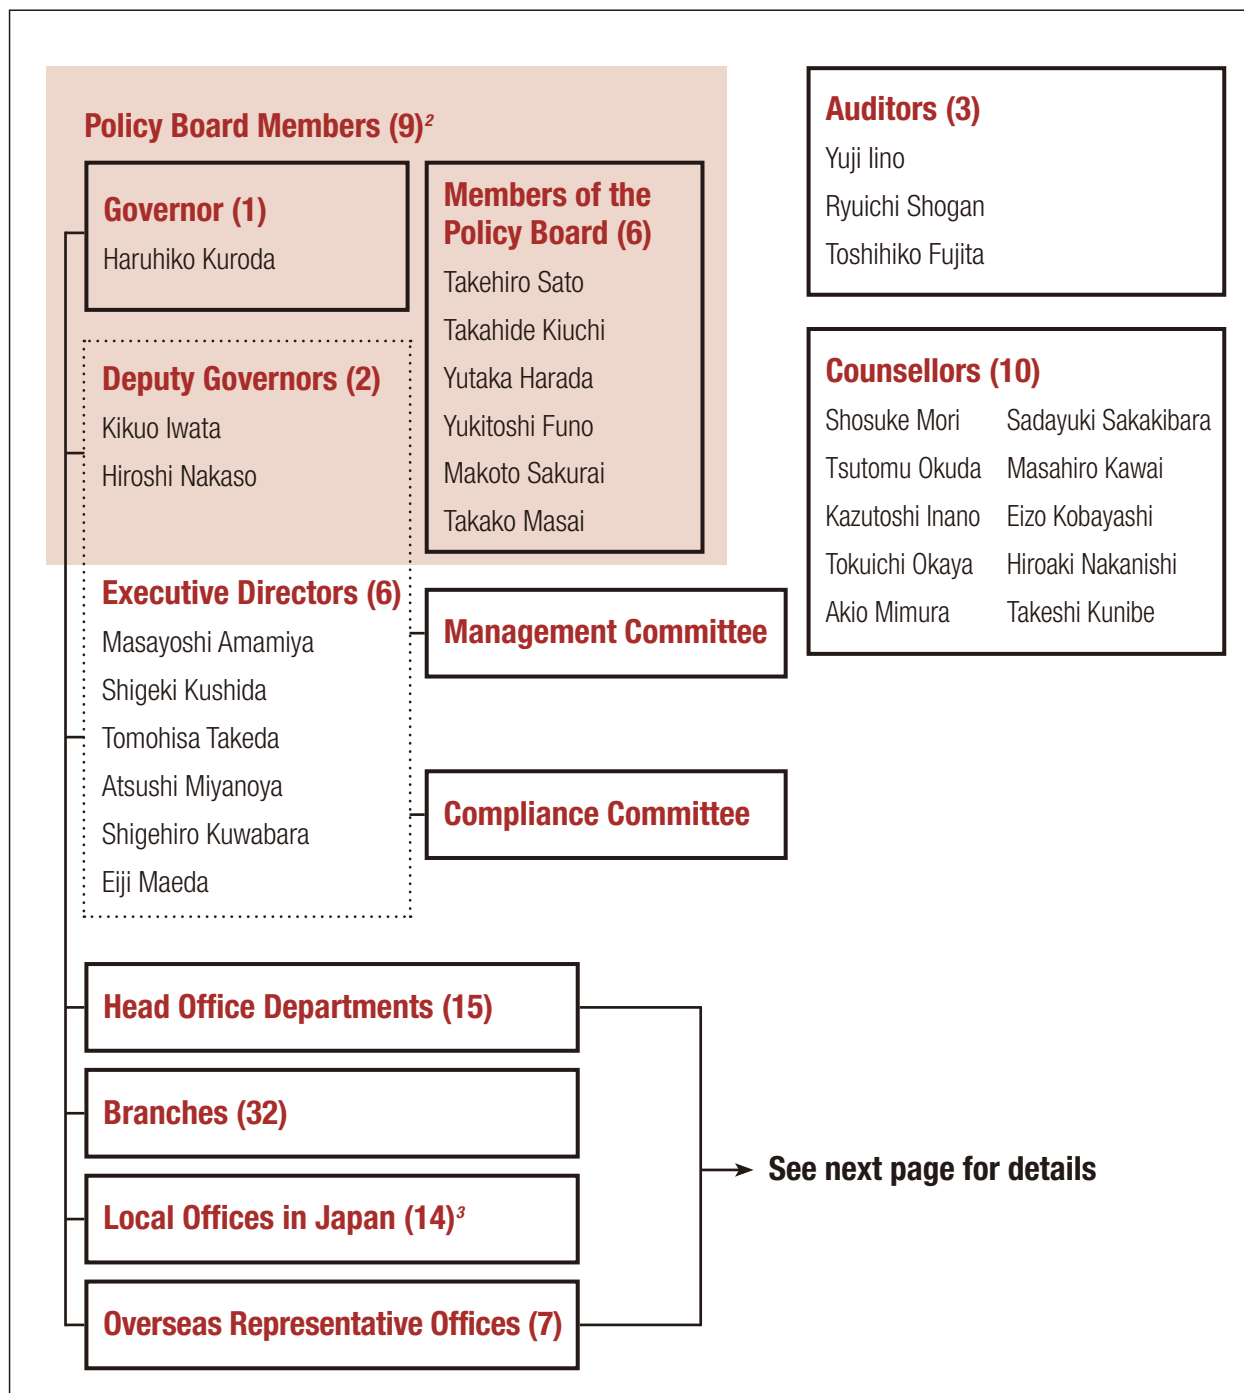 Policy Board Members (9)2
Governor (1)
Haruhiko Kuroda
Deputy Governors (2)
Kikuo Iwata
Hiroshi Nakaso
Members of the
Policy Board (6)
Takehiro Sato
Takahide Kiuchi
Yutaka Harada
Yukitoshi Funo
Makoto Sakurai
Takako Masai
Executive Directors (6)
Masayoshi Amamiya
Shigeki Kushida
Tomohisa Takeda
Atsushi Miyanoya
Shigehiro Kuwabara
Eiji Maeda
Management Committee
Compliance Committee
Auditors (3)
Yuji Iino
Ryuichi Shogan
Toshihiko Fujita
Counsellors (10)
Shosuke Mori Sadayuki Sakakibara
Tsutomu Okuda Masahiro Kawai
Kazutoshi Inano Eizo Kobayashi
Tokuichi Okaya Hiroaki Nakanishi
Akio Mimura Takeshi Kunibe
Head Office Departments (15)
Branches (32)
Local Offices in Japan (14)3
Overseas Representative Offices (7)
See next page for details